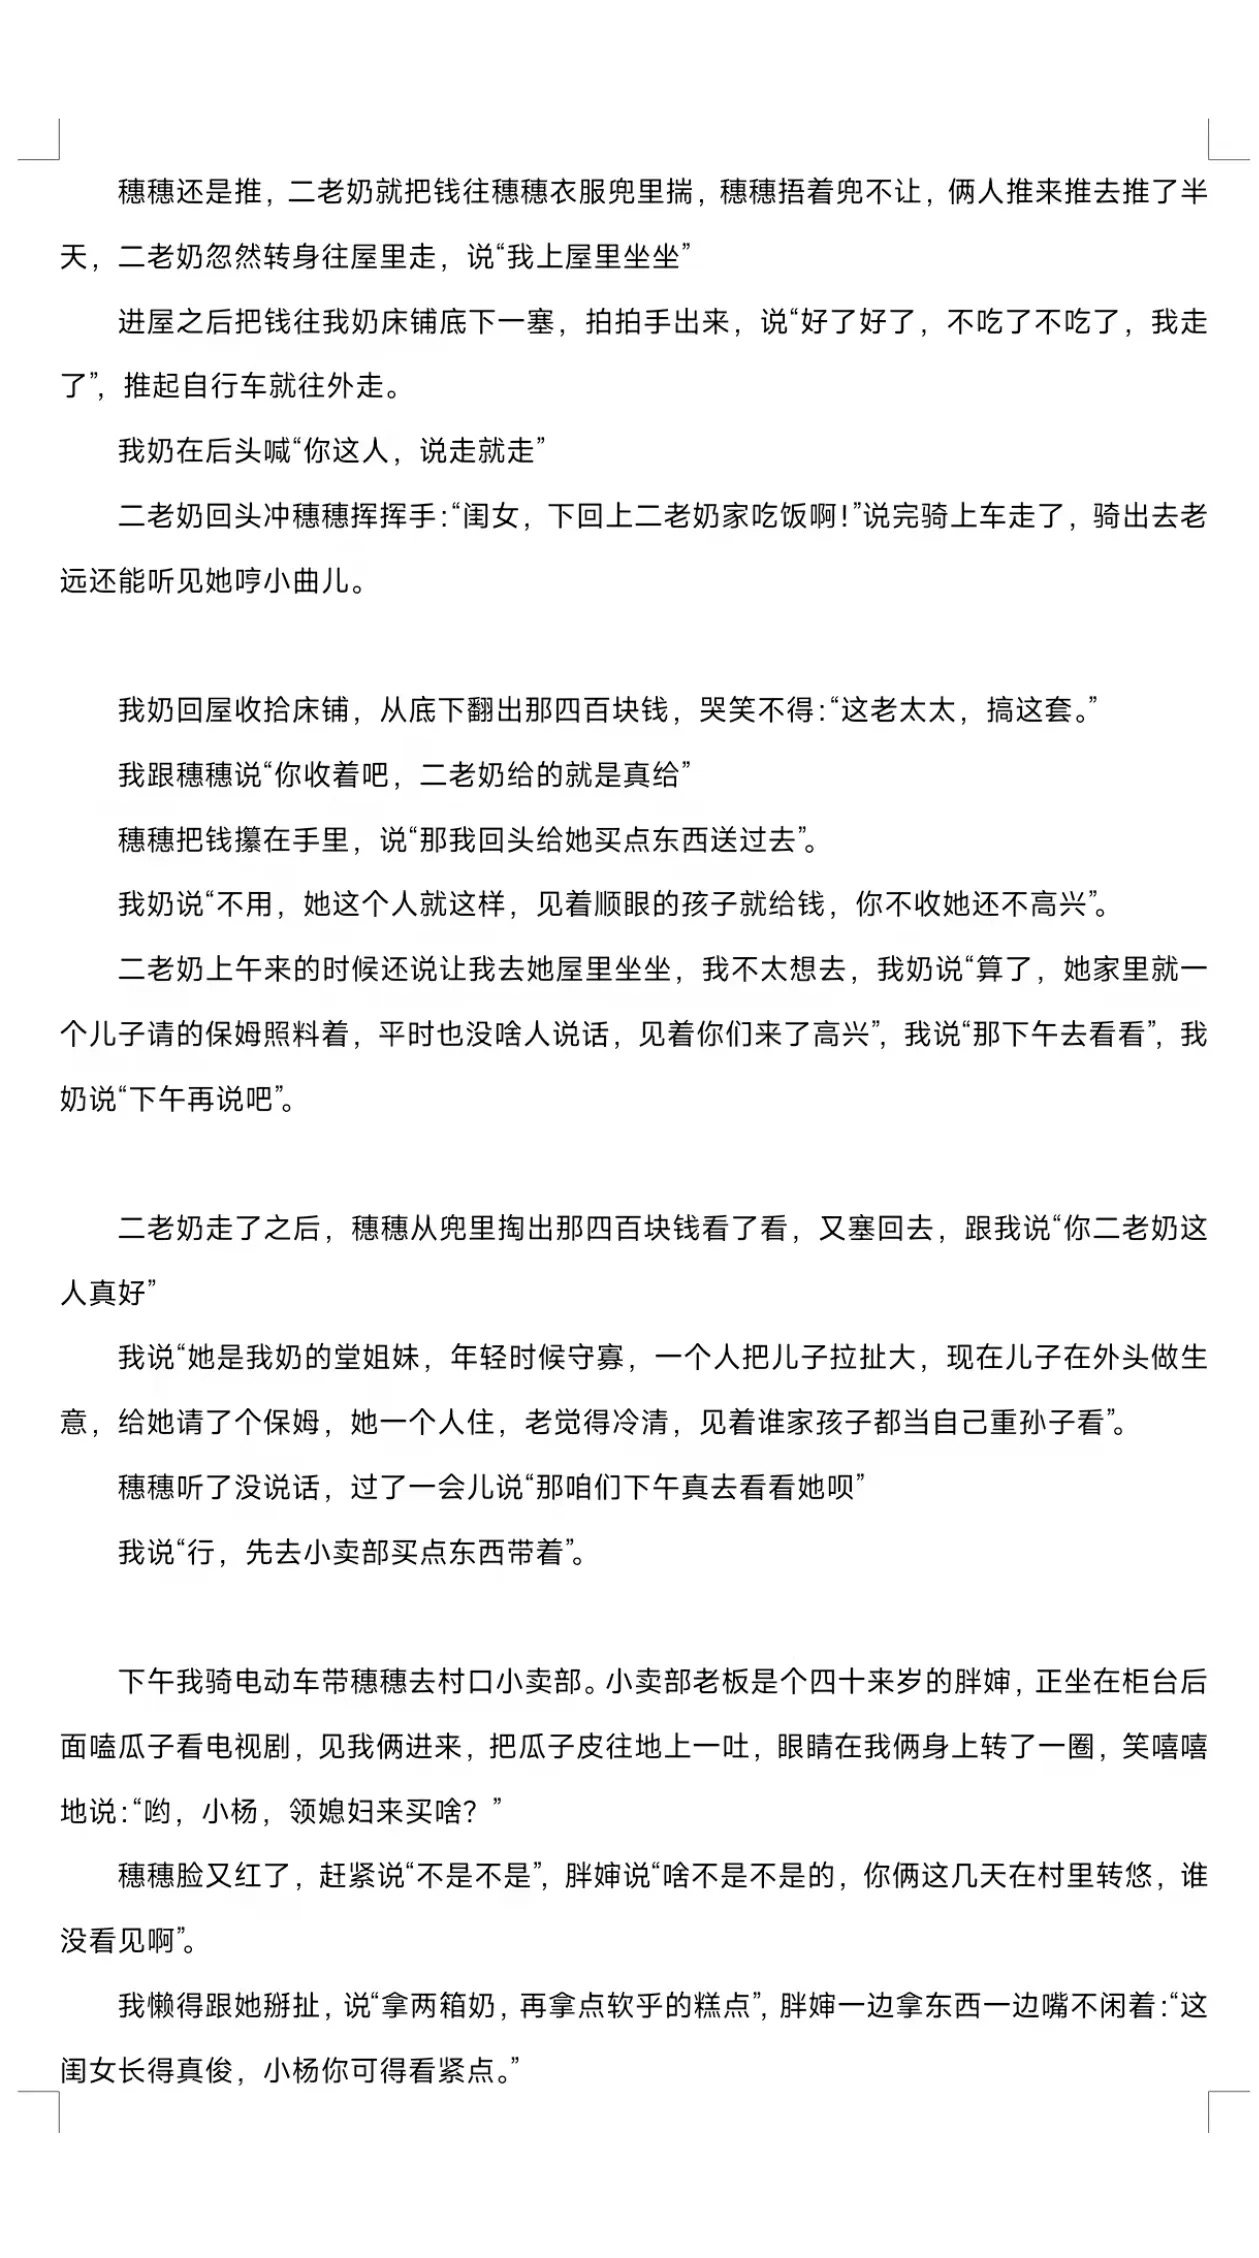 穗穗还是推，二老奶就把钱往穗穗衣服兜里揣，穗穗捂着兜不让，俩人推来推去推了半
天，二老奶忽然转身往屋里走，说“我上屋里坐坐”
进屋之后把钱往我奶床铺底下一塞，拍拍手出来，说“好了好了，不吃了不吃了，我走
了”，推起自行车就往外走。
我奶在后头喊“你这人，说走就走”
二老奶回头冲穗穗挥挥手：“闺女，下回上二老奶家吃饭啊！”说完骑上车走了，骑出去老
远还能听见她哼小曲儿。
我奶回屋收拾床铺，从底下翻出那四百块钱，哭笑不得：“这老太太，搞这套。”
我跟穗穗说“你收着吧，二老奶给的就是真给”
穗穗把钱攥在手里，说“那我回头给她买点东西送过去”。
我奶说“不用，她这个人就这样，见着顺眼的孩子就给钱，你不收她还不高兴”。
二老奶上午来的时候还说让我去她屋里坐坐，我不太想去，我奶说“算了，她家里就一
个儿子请的保姆照料着，平时也没啥人说话，见着你们来了高兴”，我说“那下午去看看”，我
奶说“下午再说吧”。
二老奶走了之后，穗穗从兜里掏出那四百块钱看了看，又塞回去，跟我说“你二老奶这
人真好”
我说“她是我奶的堂姐妹，年轻时候守寡，一个人把儿子拉扯大，现在儿子在外头做生
意，给她请了个保姆，她一个人住，老觉得冷清，见着谁家孩子都当自己重孙子看”。
穗穗听了没说话，过了一会儿说“那咱们下午真去看看她呗”
我说“行，先去小卖部买点东西带着”。
下午我骑电动车带穗穗去村口小卖部。小卖部老板是个四十来岁的胖婶，正坐在柜台后
面嗑瓜子看电视剧，见我俩进来，把瓜子皮往地上一吐，眼睛在我俩身上转了一圈，笑嘻嘻
地说：“哟，小杨，领媳妇来买啥？”
穗穗脸又红了，赶紧说“不是不是”，胖婶说“啥不是不是的，你俩这几天在村里转悠，谁
没看见啊”。
我懒得跟她掰扯，说“拿两箱奶，再拿点软乎的糕点”，胖婶一边拿东西一边嘴不闲着：“这
闺女长得真俊，小杨你可得看紧点。”